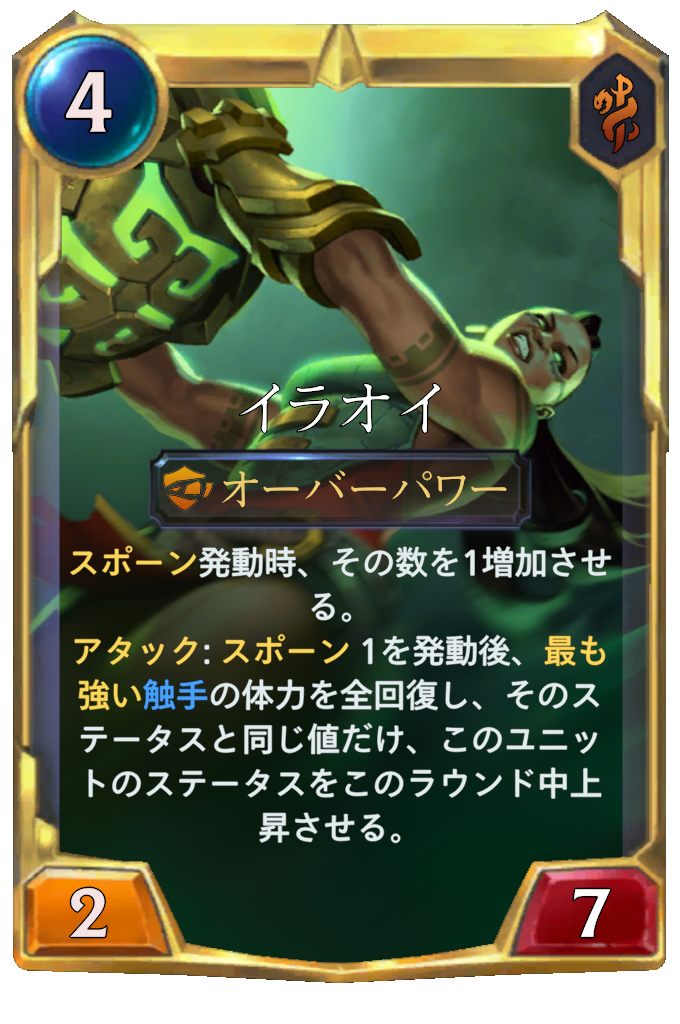 4
イラオイ
オーバーパワー
スポーン発動時、その数を1増加させ
る。
アタック: スポーン 1を発動後、最も
強い触手の体力を全回復し、そのス
テータスと同じ値だけ、このユニッ
トのステータスをこのラウンド中上
昇させる。
2
7